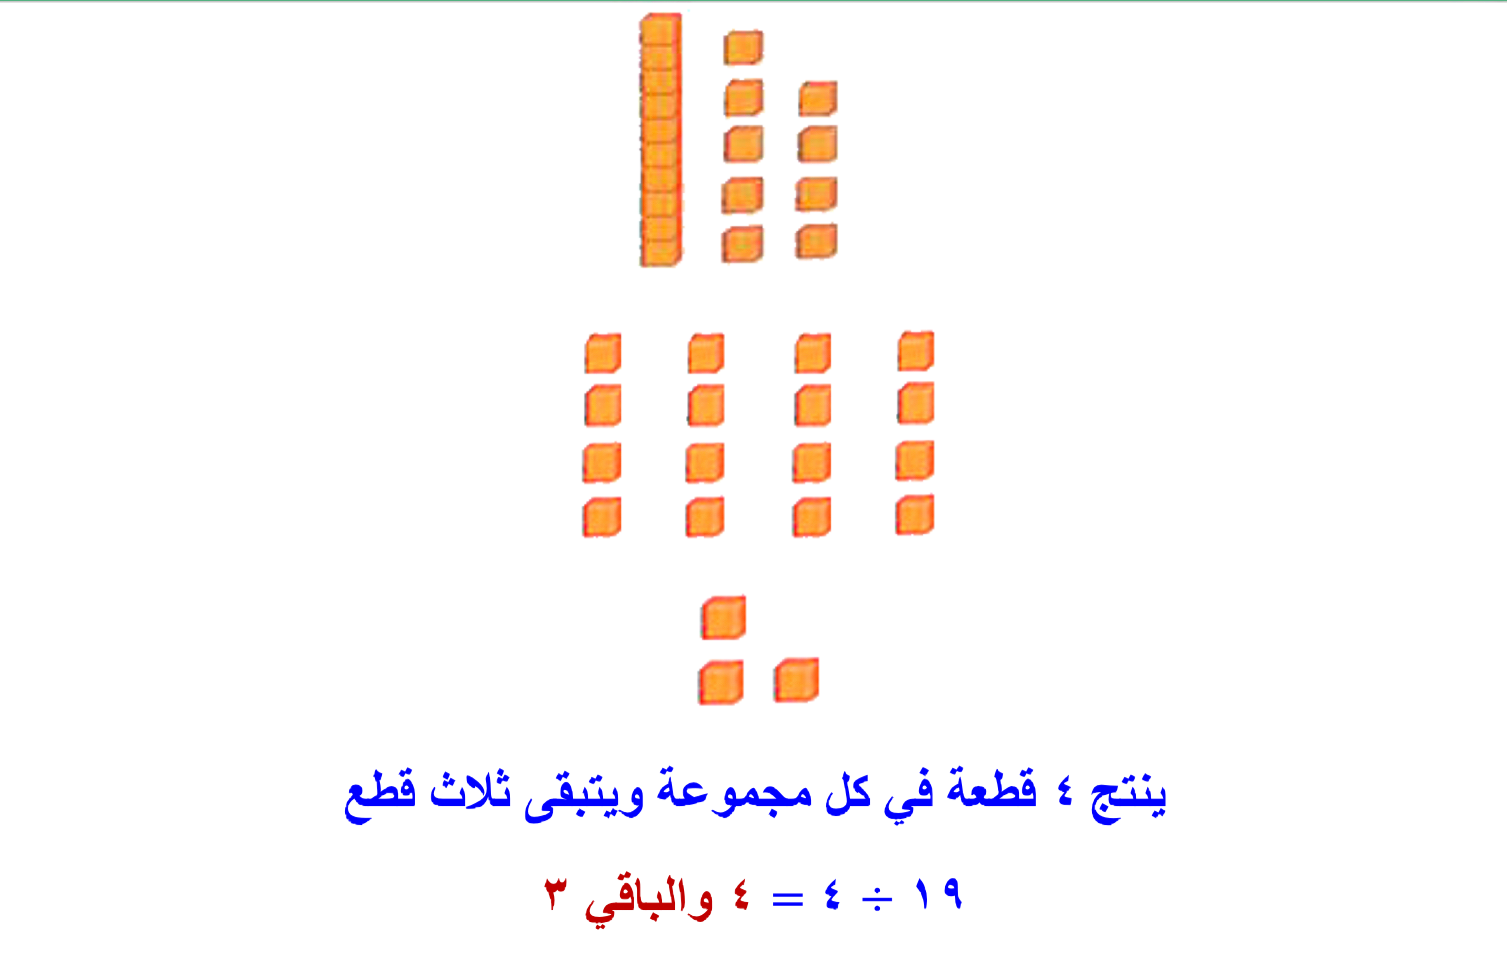 ينتج ٤ قطعة في كل مجموعة ويتبقى ثلاث قطع
١٩ ÷ ٤ = ٤ والباقي ٣